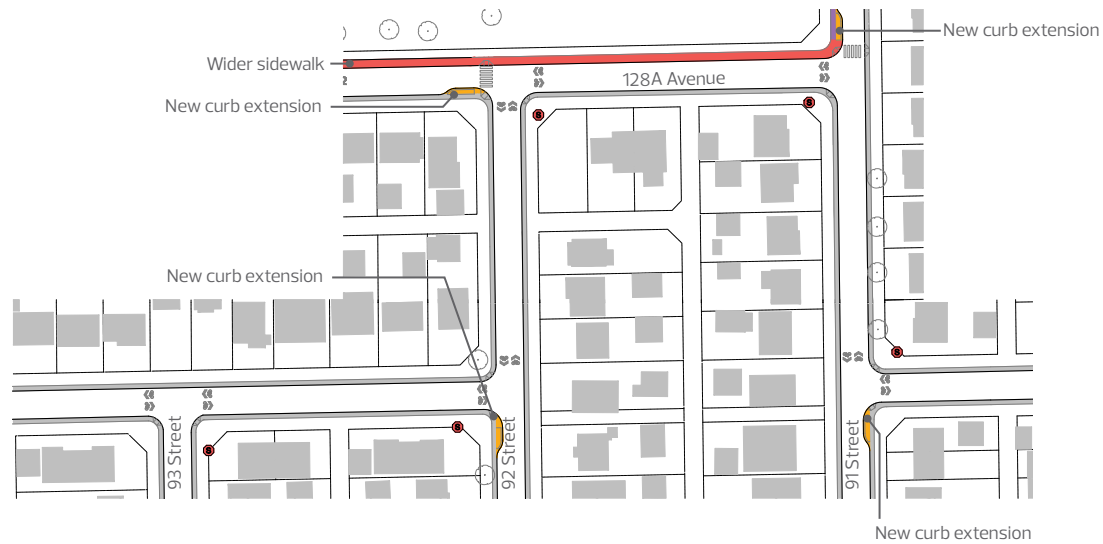 New curb extension
Wider sidewalk
128A Avenue
New curb extension
S
S
New curb extension
S
S
S
93 Street
92 Street
91 Street
New curb extension